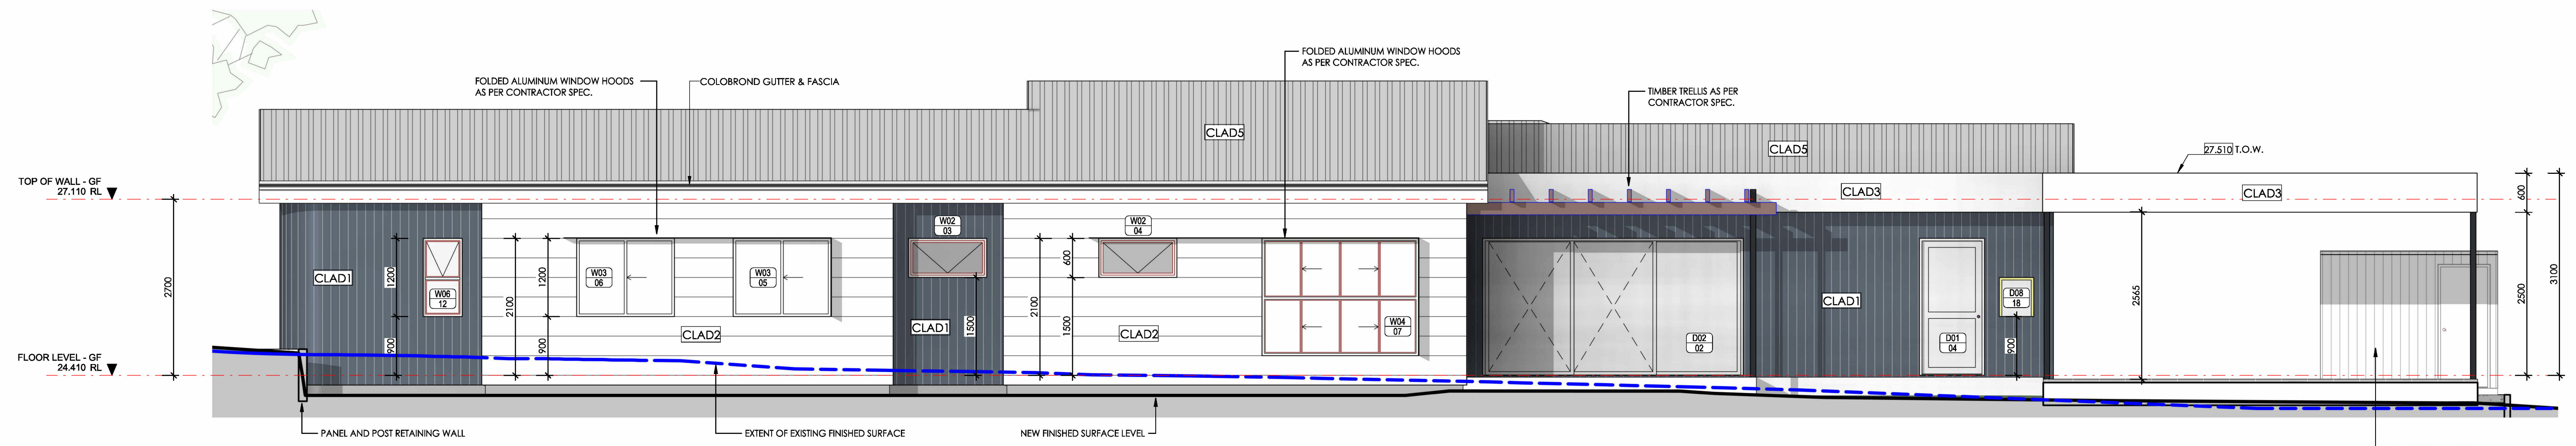 FOLDED ALUMINUM WINDOW HOODS
AS PER CONTRACTOR SPEC.
COLOBROND GUTTER & FASCIA
FOLDED ALUMINUM WINDOW HOODS
AS PER CONTRACTOR SPEC.
TIMBER TRELLIS AS PER
CONTRACTOR SPEC.
CLAD5
CLAD5
27.510 T.O.W.
TOP OF WALL - GF
27.110 RL
CLAD3
CLAD3
600
W02
03
W02
04
CLAD1
2700
1200
W06
12
900
2100
1200
900
W03
06
W03
05
CLAD2
CLAD1
1500
2100
600
1500
CLAD2
W04
07
D02
02
CLAD1
D01
04
D08
18
900
2565
2500
3100
FLOOR LEVEL - GF
24.410 RL
PANEL AND POST RETAINING WALL
EXTENT OF EXISTING FINISHED SURFACE
NEW FINISHED SURFACE LEVEL